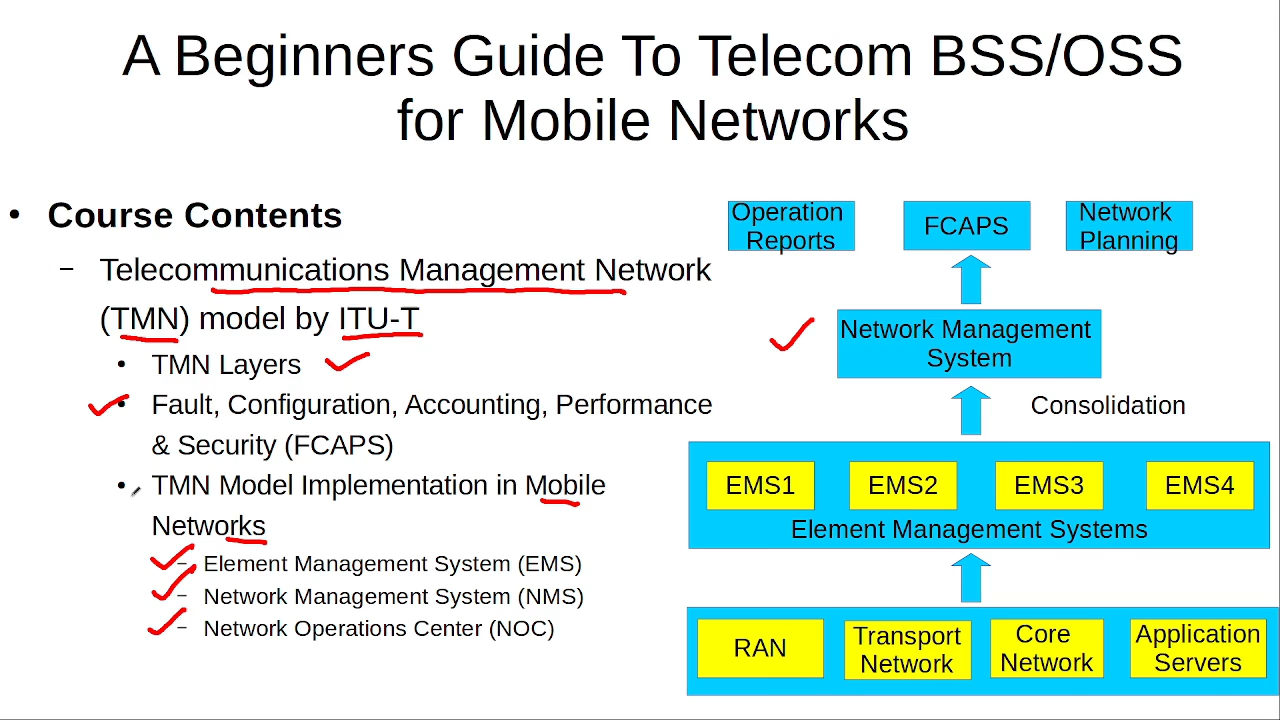 A Beginners Guide To Telecom BSS/OSS
for Mobile Networks
• Course Contents
– Telecommunications Management Network
(TMN) model by ITU-T
• TMN Layers
• Fault, Configuration, Accounting, Performance
& Security (FCAPS)
• TMN Model Implementation in Mobile
Networks
– Element Management System (EMS)
– Network Management System (NMS)
– Network Operations Center (NOC)
Operation
Reports
FCAPS
Network
Planning
Network Management
System
Consolidation
EMS1
EMS2
EMS3
EMS4
Element Management Systems
RAN
Transport
Network
Core
Network
Application
Servers